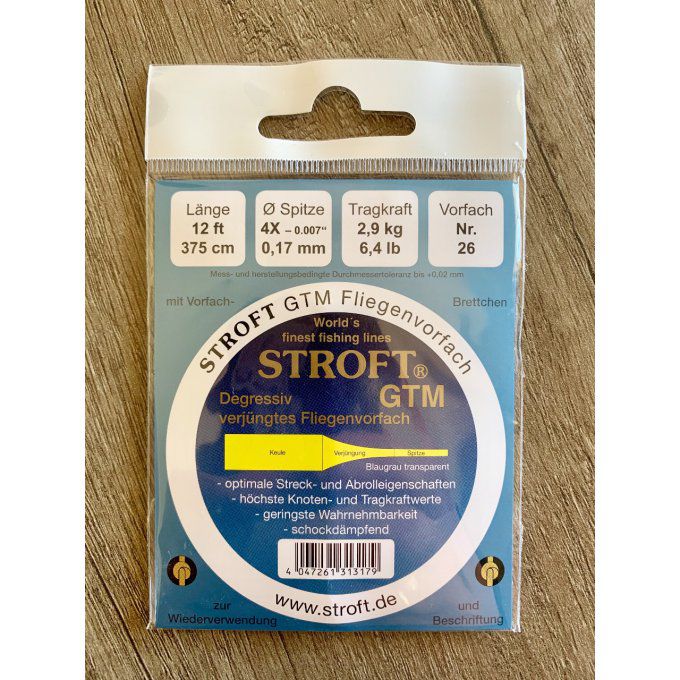 Länge
12 ft
375 cm
Ø Spitze
4X – 0.007“
0,17 mm
Tragkraft
2,9 kg
6,4 lb
Vorfach
Nr.
26
Mess- und herstellungsbedingte Durchmessertoleranz bis +0,02 mm
mit Vorfach- Brettchen
STROFT GTM Fliegenvorfach
World´s
finest fishing lines
STROFT®
GTM
Degressiv
verjüngtes Fliegenvorfach
Keule Verjüngung Spitze
Blaugrau transparent
- optimale Streck- und Abrolleigenschaften
- höchste Knoten- und Tragkraftwerte
- geringste Wahrnehmbarkeit
- schockdämpfend
4 047261 313179
www.stroft.de
zur
Wiederverwendung
und
Beschriftung